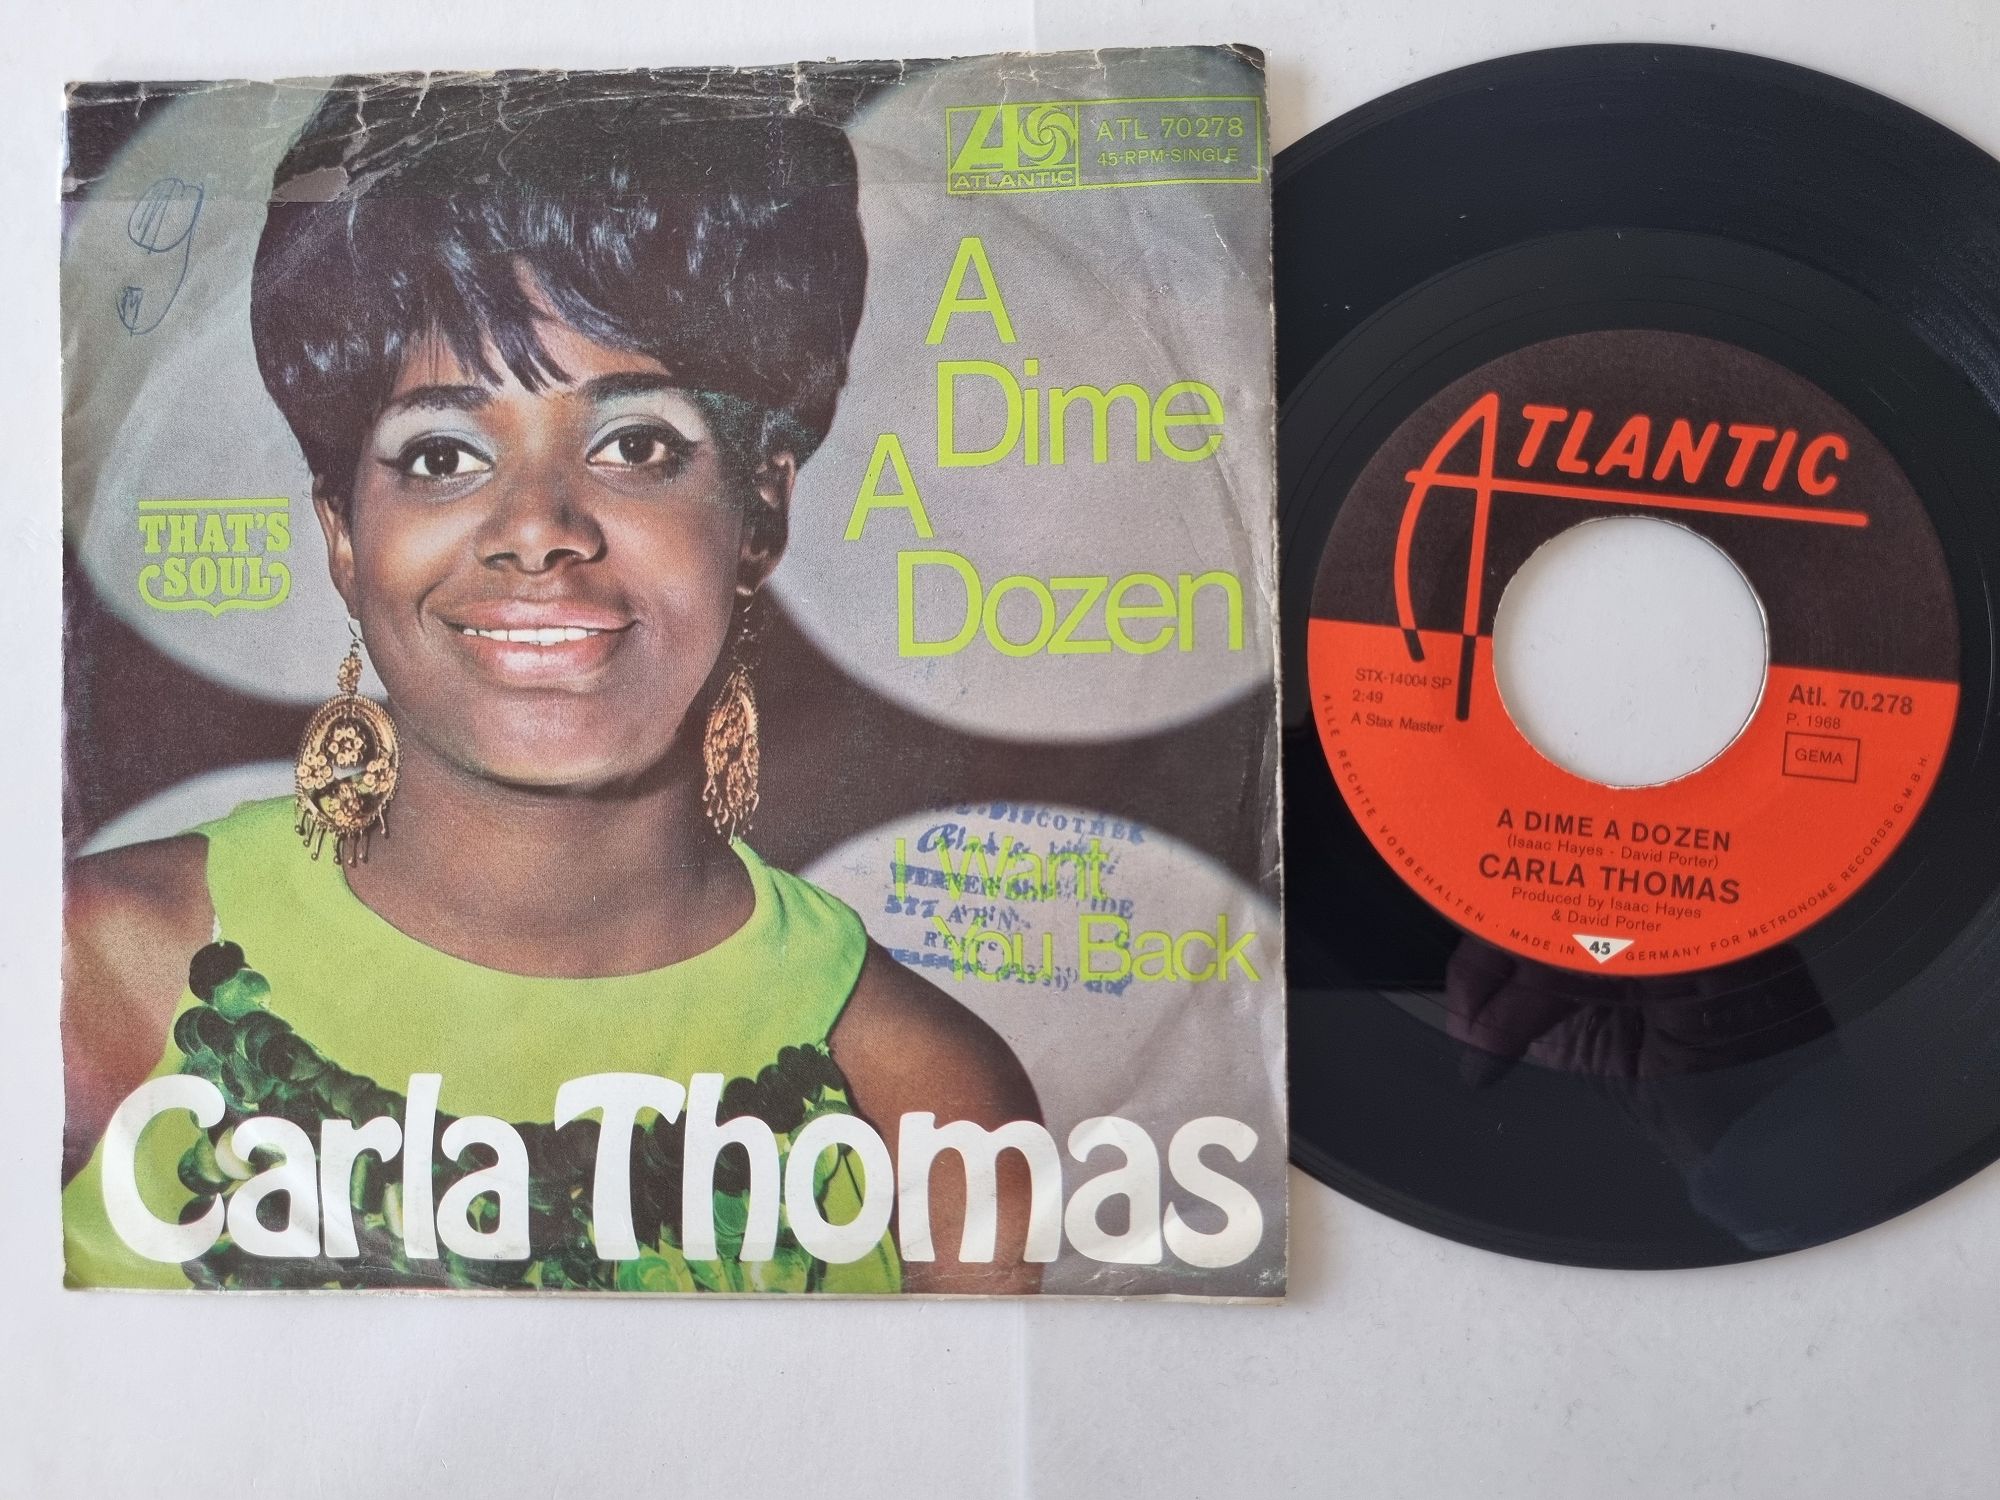 ATLANTIC
ATL 70278
45-RPM-SINGLE
A
Dime
A
Dozen
THAT'S
SOUL
I Want
You Back
Carla Thomas
ATLANTIC
STX-14004 SP
2:49
A Stax Master
Atl. 70.278
P. 1968
GEMA
A DIME A DOZEN
(Isaac Hayes - David Porter)
CARLA THOMAS
Produced by Isaac Hayes
& David Porter
ALLE RECHTE VORBEHALTEN . MADE IN 45 GERMANY FOR METRONOME RECORDS G.M.B.H.